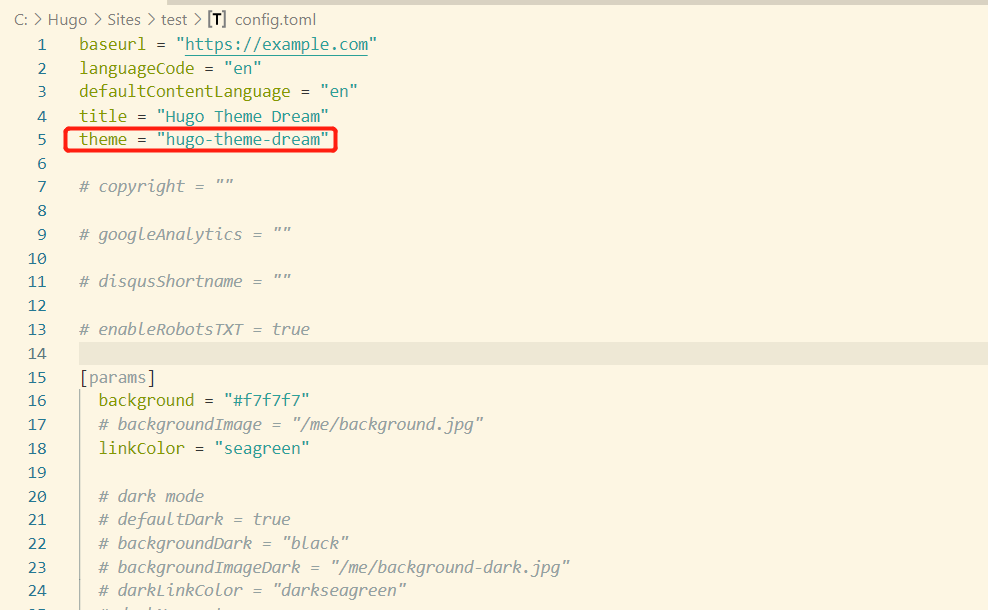 C: > Hugo > Sites > test > [T] config.toml
1 baseurl = "https://example.com"
2 languageCode = "en"
3 defaultContentLanguage = "en"
4 title = "Hugo Theme Dream"
5 theme = "hugo-theme-dream"
6
7 # copyright = ""
8
9 # googleAnalytics = ""
10
11 # disqusShortname = ""
12
13 # enableRobotsTXT = true
14
15 [params]
16 background = "#f7f7f7"
17 # backgroundImage = "/me/background.jpg"
18 linkColor = "seagreen"
19
20 # dark mode
21 # defaultDark = true
22 # backgroundDark = "black"
23 # backgroundImageDark = "/me/background-dark.jpg"
24 # darkLinkColor = "darkseagreen"